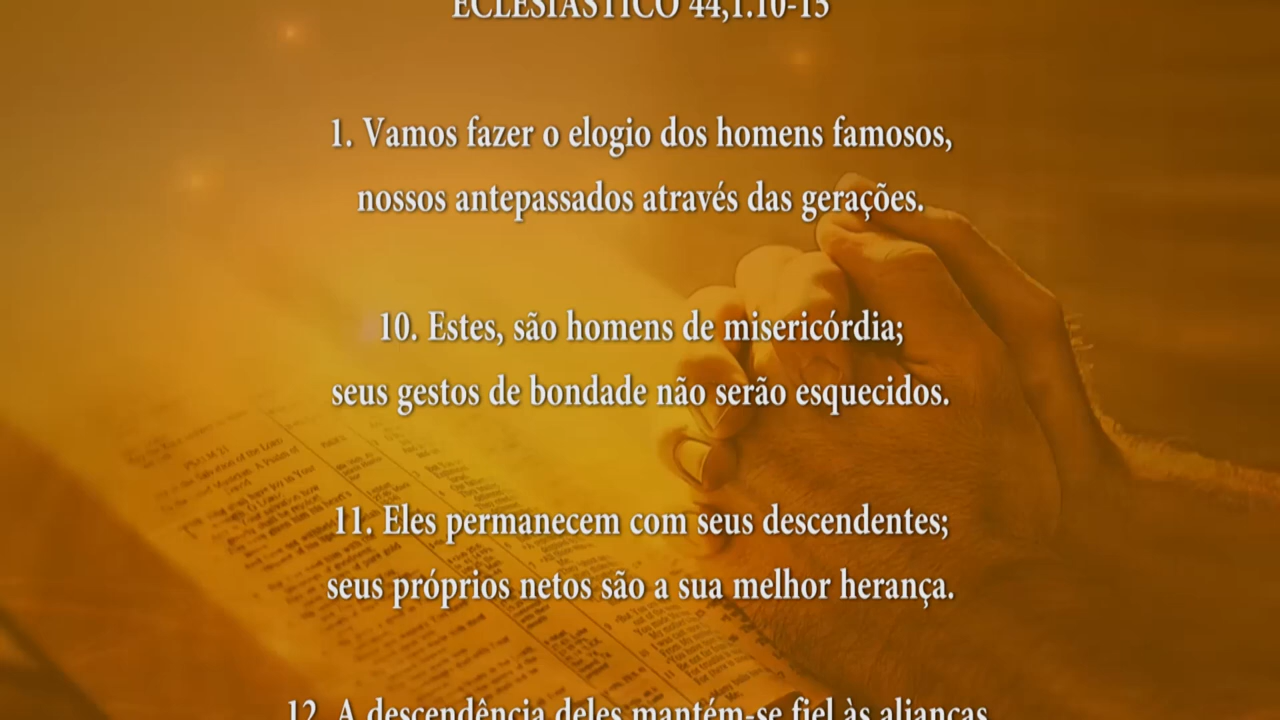 ECLESIÁSTICO 44,1.10-15
1. Vamos fazer o elogio dos homens famosos,
nossos antepassados através das gerações.
10. Estes, são homens de misericórdia;
seus gestos de bondade não serão esquecidos.
11. Eles permanecem com seus descendentes;
seus próprios netos são a sua melhor herança.
12. A descendência deles mantém-se fiel às alianças,